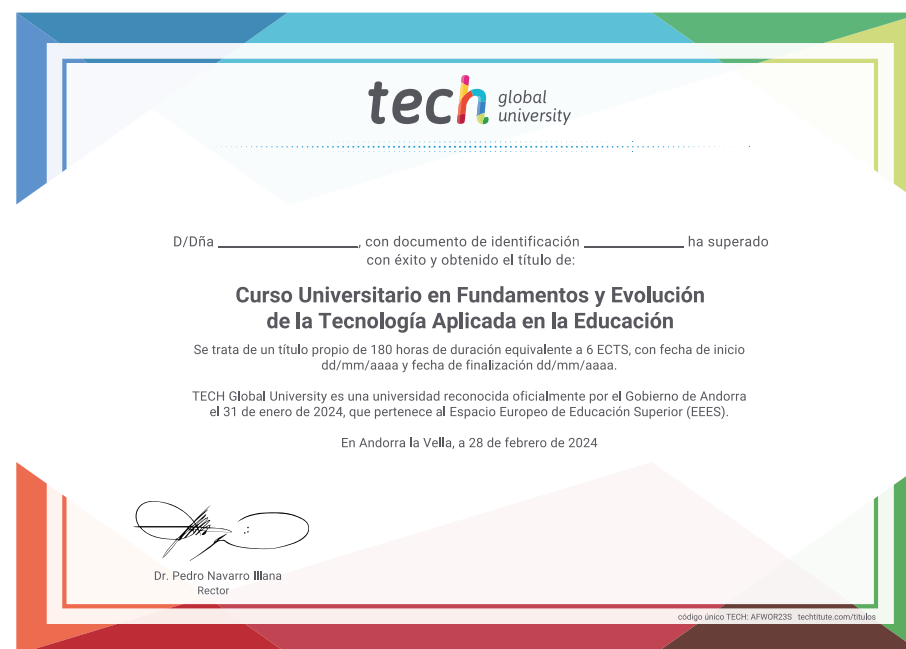 tech global university
D/Dña ____________________, con documento de identificación ______________ ha superado
con éxito y obtenido el título de:
Curso Universitario en Fundamentos y Evolución
de la Tecnología Aplicada en la Educación
Se trata de un título propio de 180 horas de duración equivalente a 6 ECTS, con fecha de inicio
dd/mm/aaaa y fecha de finalización dd/mm/aaaa.
TECH Global University es una universidad reconocida oficialmente por el Gobierno de Andorra
el 31 de enero de 2024, que pertenece al Espacio Europeo de Educación Superior (EEES).
En Andorra la Vella, a 28 de febrero de 2024
Dr. Pedro Navarro Illana
Rector
código único TECH: AFWOR23S techtitute.com/titulos